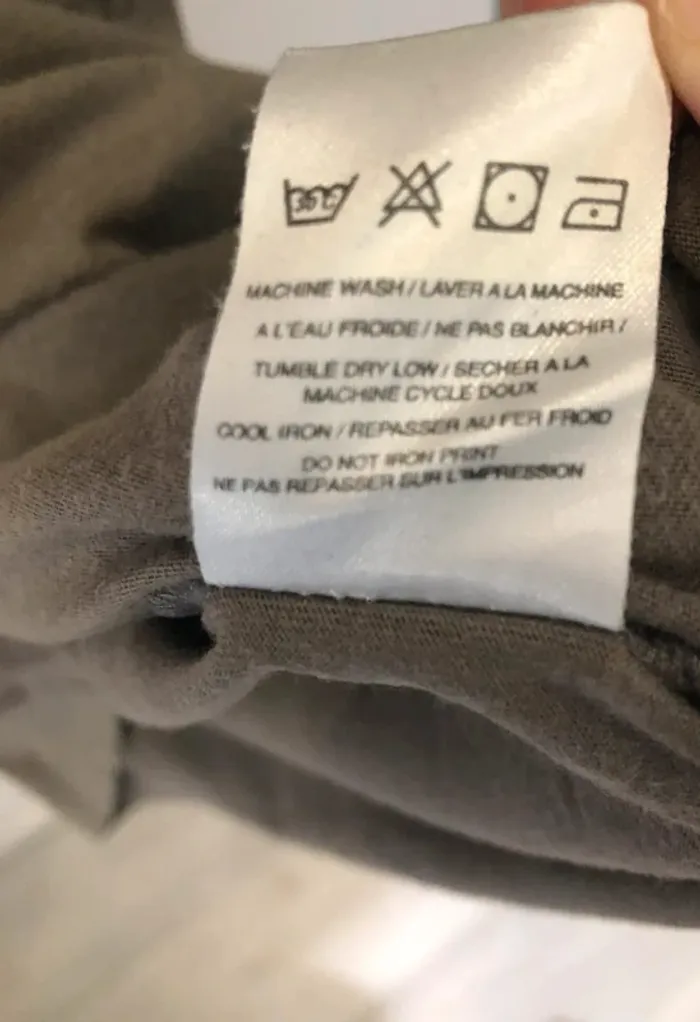 30°C
MACHINE WASH / LAVER A LA MACHINE
A L'EAU FROIDE / NE PAS BLANCHIR /
TUMBLE DRY LOW / SECHER A LA
MACHINE CYCLE DOUX
COOL IRON / REPASSER AU FER FROID
DO NOT IRON PRINT
NE PAS REPASSER SUR L'IMPRESSION